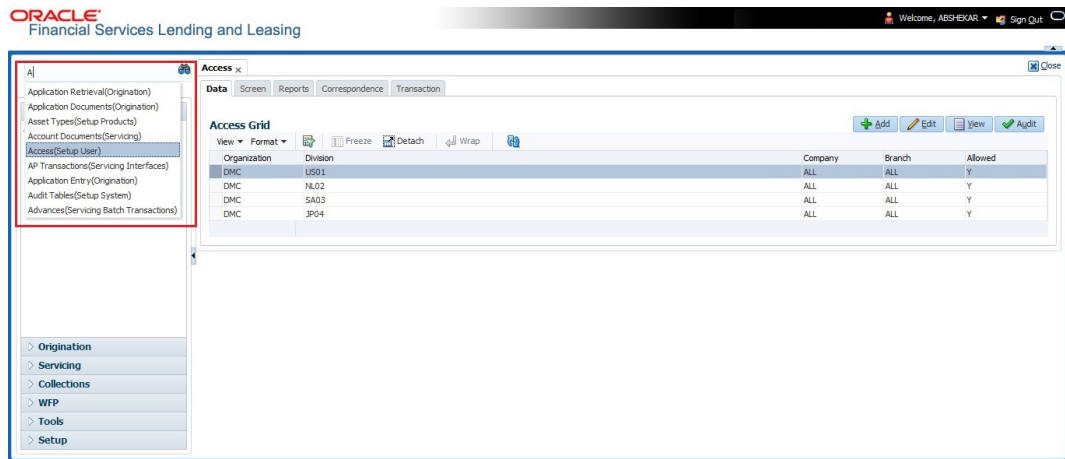 ORACLE'
Financial Services Lending and Leasing
Welcome, ABSHEKAR Sign Out
Close
A
Application Retrieval(Origination)
Application Documents(Origination)
Asset Types(Setup Products)
Account Documents(Servicing)
Access(Setup User)
AP Transactions(Servicing Interfaces)
Application Entry(Origination)
Audit Tables(Setup System)
Advances(Servicing Batch Transactions)
Origination
Servicing
Collections
WFP
Tools
Setup
Access x
Data Screen Reports Correspondence Transaction
Access Grid
Add Edit View Audit
View Format Freeze Detach Wrap
Organization Division Company Branch Allowed
DMC US01 ALL ALL Y
DMC NL02 ALL ALL Y
DMC SA03 ALL ALL Y
DMC JP04 ALL ALL Y